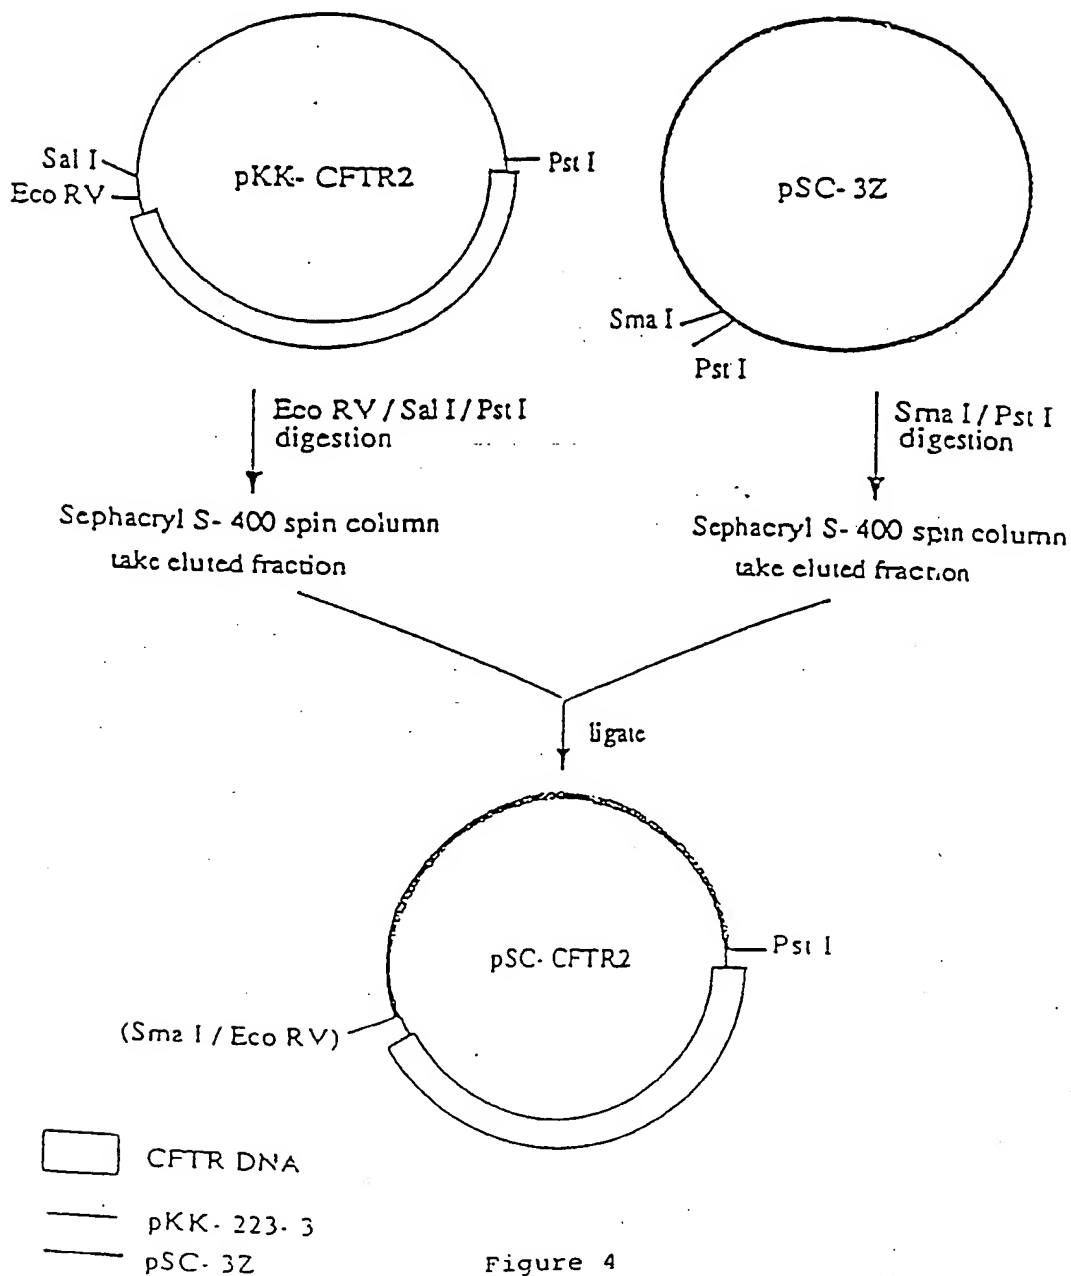 Sal I
Eco RV
pKK- CFTR2
Pst I
pSC- 3Z
Sma I
Pst I
Eco RV / Sal I / Pst I
digestion
Sma I / Pst I
digestion
Sephacryl S- 400 spin column
take eluted fraction
Sephacryl S- 400 spin column
take eluted fraction
ligate
pSC- CFTR2
Pst I
(Sma I / Eco RV)
CFTR DNA
pKK- 223- 3
pSC- 3Z
Figure 4